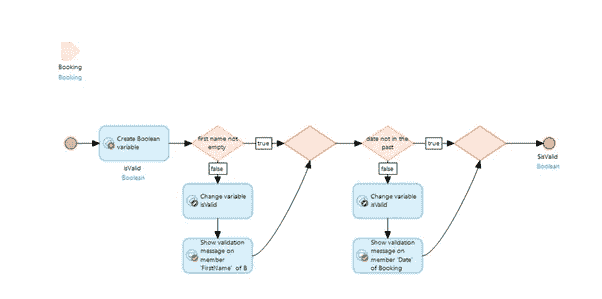 Booking
Booking
Create Boolean
variable
isValid
Boolean
first name not
empty
true
false
Change variable
isValid
Show validation
message on
member
'FirstName' of B
date not in the
past
true
false
Change variable
isValid
Show validation
message on
member 'Date'
of Booking
$isValid
Boolean